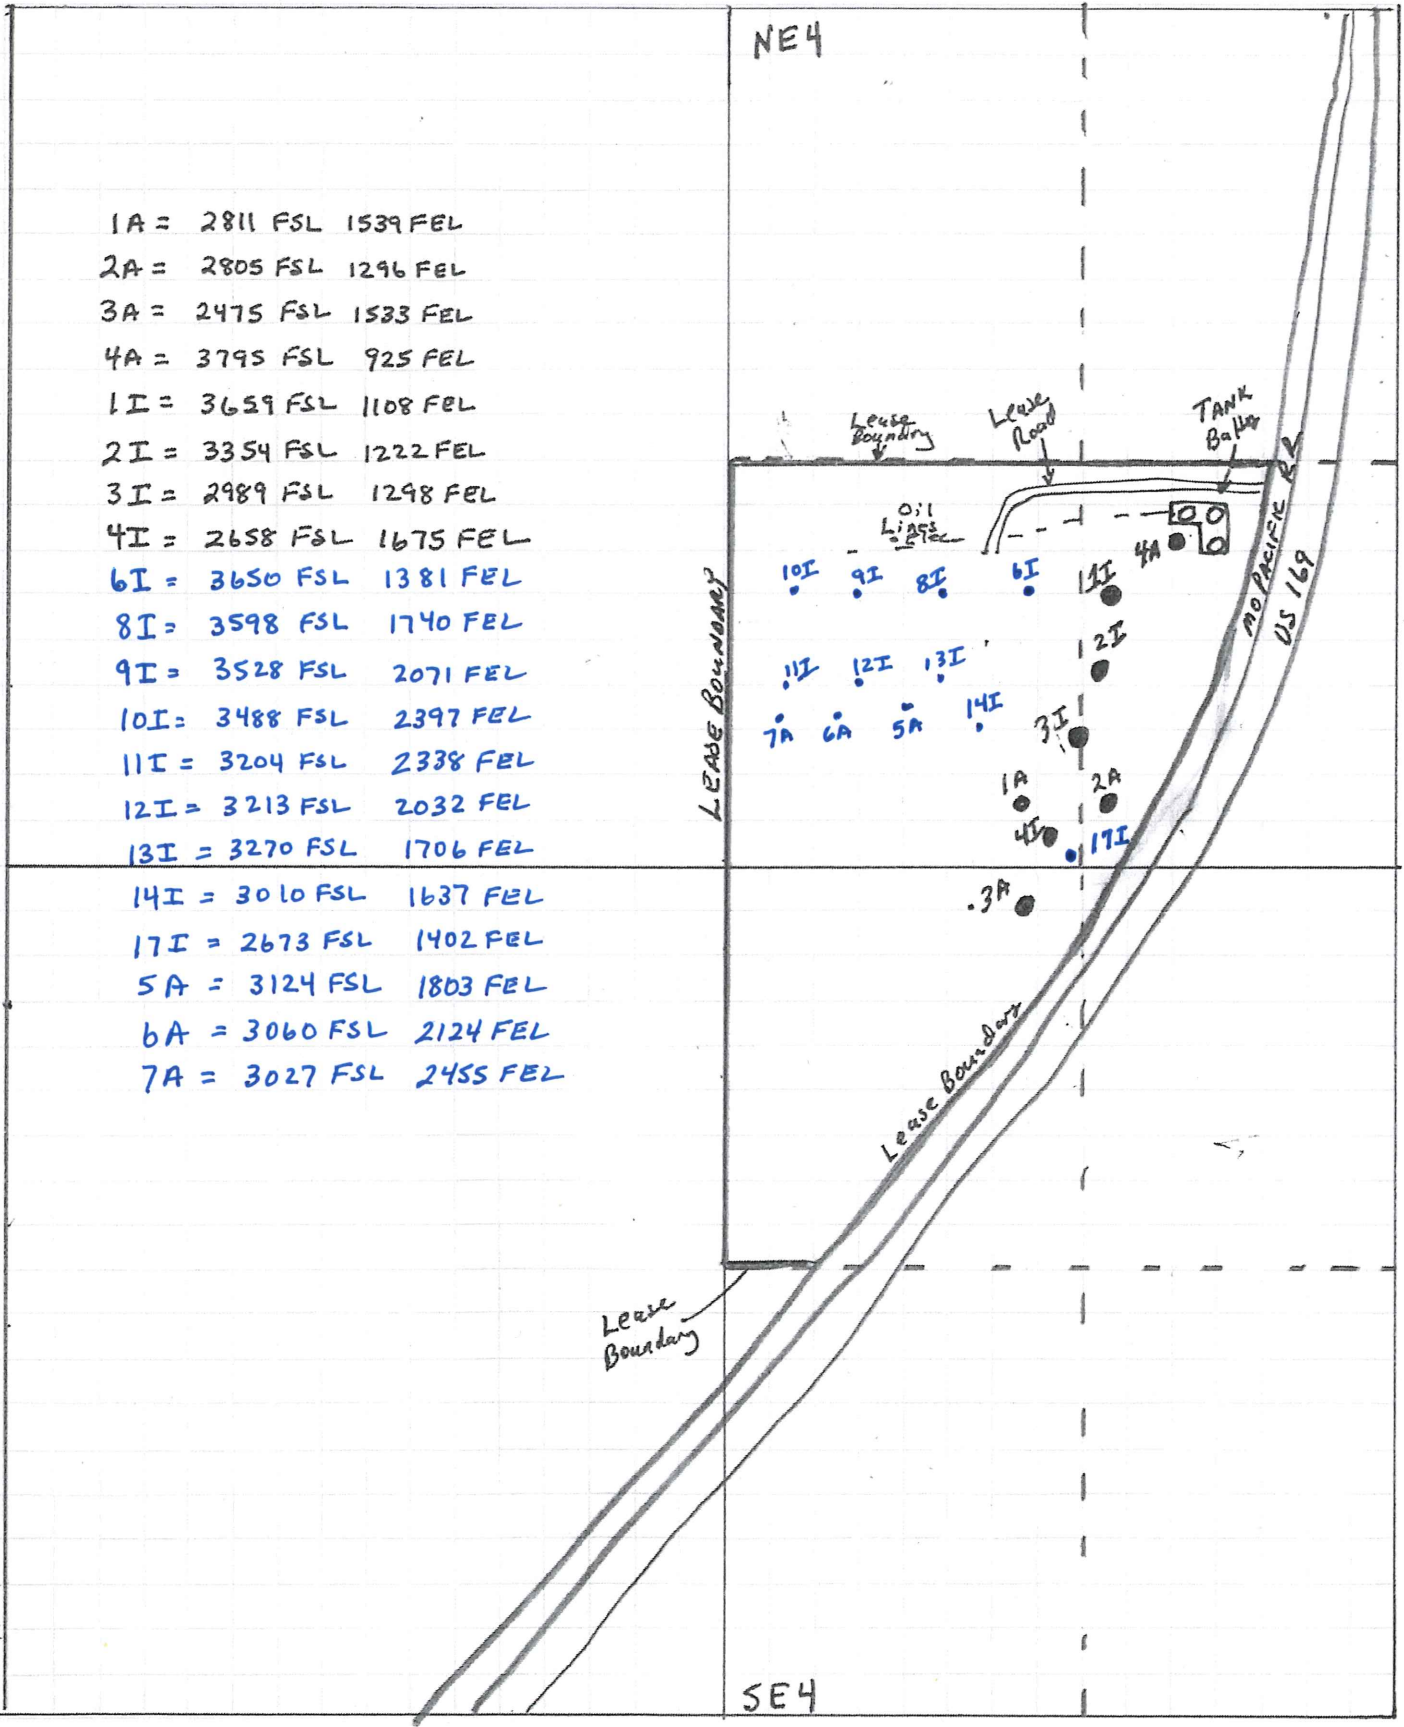 NE4
1A = 2811 FSL 1539 FEL
2A = 2805 FSL 1296 FEL
3A = 2475 FSL 1533 FEL
4A = 3795 FSL 925 FEL
1I = 3659 FSL 1108 FEL
2I = 3354 FSL 1222 FEL
3I = 2989 FSL 1298 FEL
4I = 2658 FSL 1675 FEL
6I = 3650 FSL 1381 FEL
8I = 3598 FSL 1740 FEL
9I = 3528 FSL 2071 FEL
10I = 3488 FSL 2397 FEL
11I = 3204 FSL 2338 FEL
12I = 3213 FSL 2032 FEL
13I = 3270 FSL 1706 FEL
14I = 3010 FSL 1637 FEL
17I = 2673 FSL 1402 FEL
5A = 3124 FSL 1803 FEL
6A = 3060 FSL 2124 FEL
7A = 3027 FSL 2455 FEL
Lease
Boundry
Lease
Road
TANK
Oil
Lines
4A
10I 9I 8I 6I 1I
2I
11I 12I 13I
14I
7A 6A 5A
3I
1A 2A
4I 17I
.3A
LEASE BOUNDARY
MO PACIFIC RR
US 169
Lease Boundary
Lease
Boundary
SE4